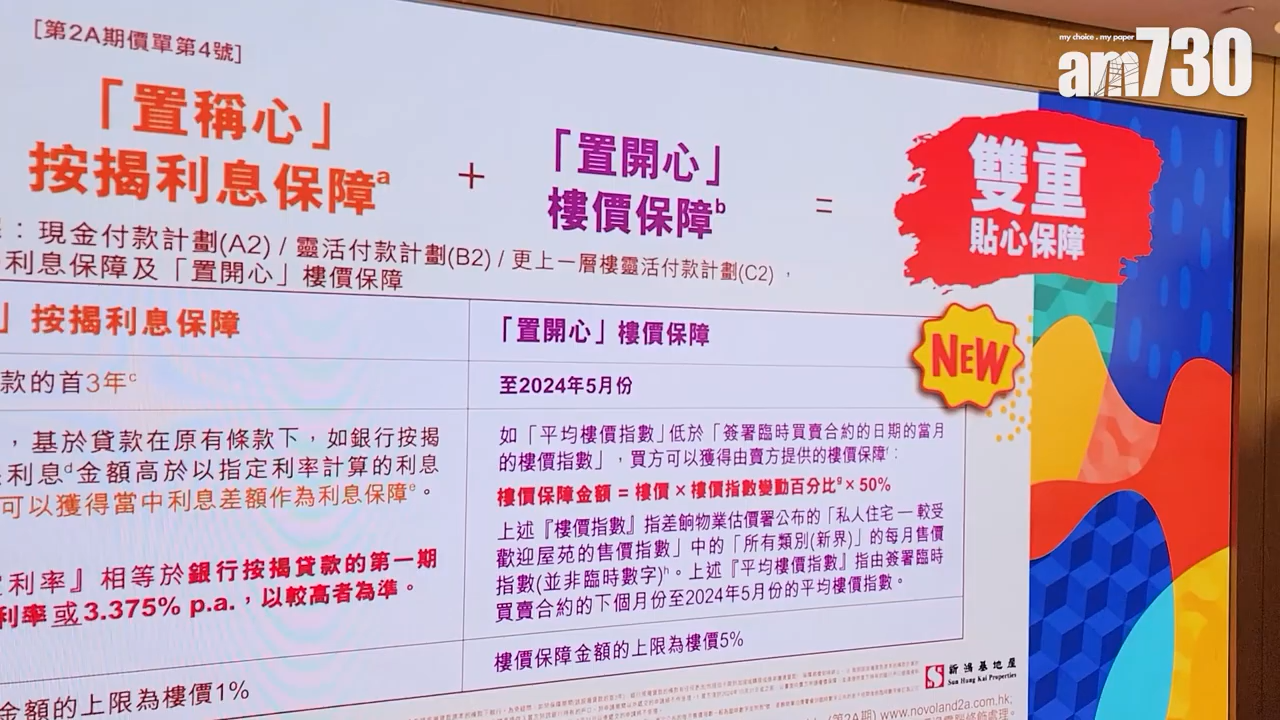 my choice . my paper
am730
[第2A期價單第4號]
「置稱心」
按揭利息保障a
+
「置開心」
樓價保障b
=
雙重
貼心保障
：現金付款計劃(A2) / 靈活付款計劃(B2) / 更上一層樓靈活付款計劃(C2)，
利息保障及「置開心」樓價保障
」按揭利息保障
款的首3年c
，基於貸款在原有條款下，如銀行按揭
利息d金額高於以指定利率計算的利息
可以獲得當中利息差額作為利息保障e。
利率』相等於銀行按揭貸款的第一期
利率或3.375% p.a.，以較高者為準。
金額的上限為樓價1%
「置開心」樓價保障
NEW
至2024年5月份
如「平均樓價指數」低於「簽署臨時買賣合約的日期的當月
的樓價指數」，買方可以獲得由賣方提供的樓價保障f：
樓價保障金額 = 樓價 × 樓價指數變動百分比g × 50%
上述『樓價指數』指差餉物業估價署公布的「私人住宅 — 較受
歡迎屋苑的售價指數」中的「所有類別(新界)」的每月售價
指數(並非臨時數字)h。上述『平均樓價指數』指由簽署臨時
買賣合約的下個月份至2024年5月份的平均樓價指數。
樓價保障金額的上限為樓價5%
新鴻基地產
Sun Hung Kai Properties
(第2A期) www.novoland2a.com.hk;